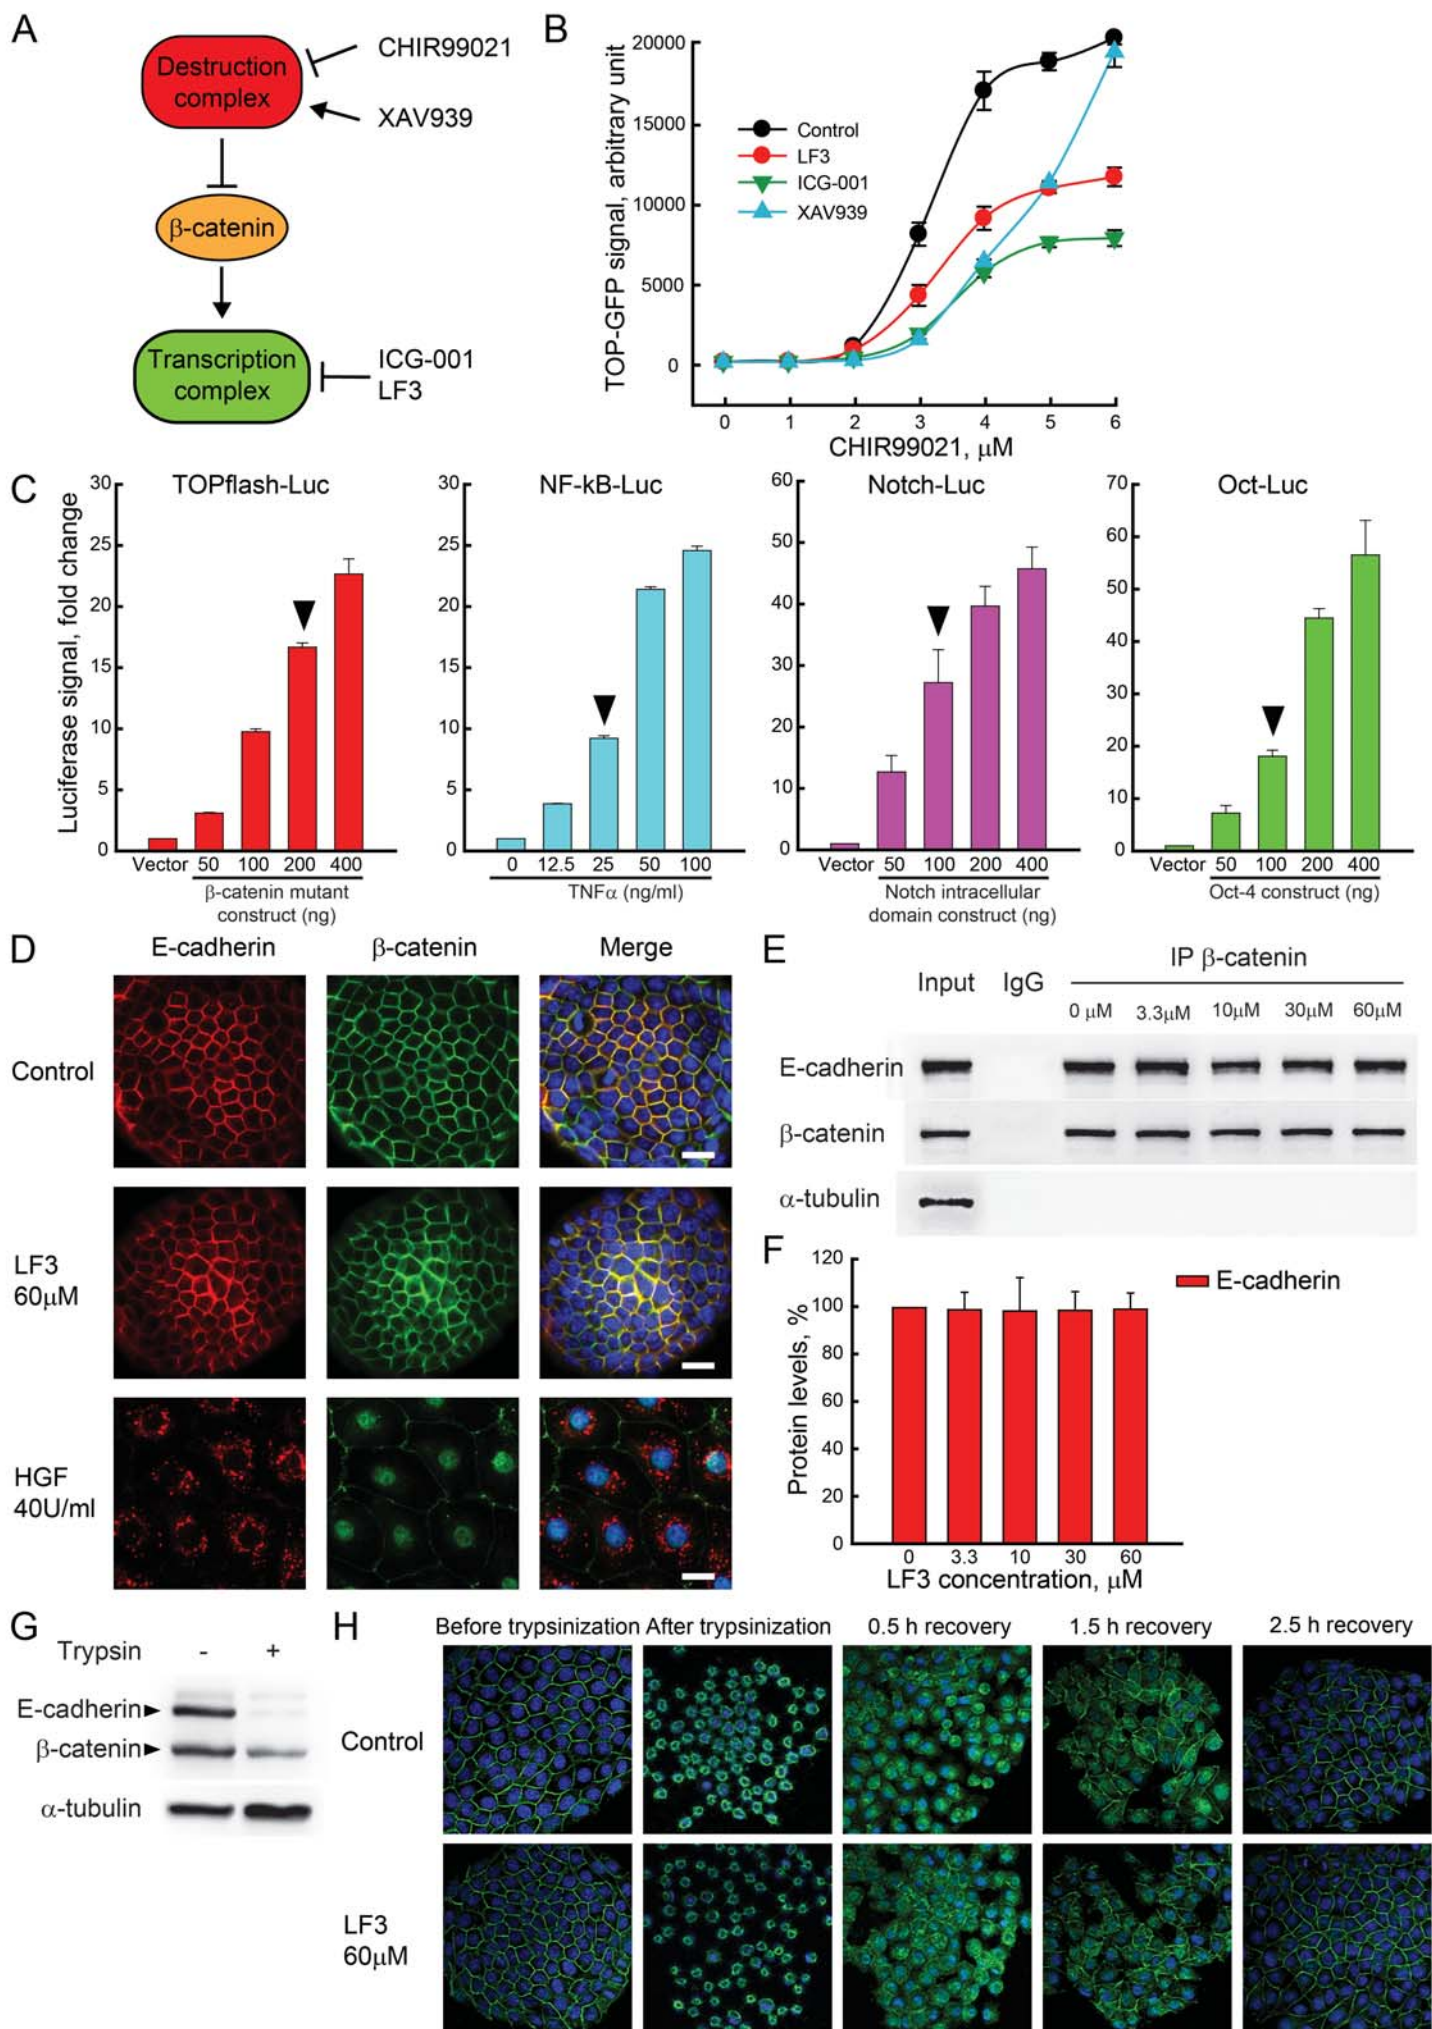 A
CHIR99021
Destruction
complex
XAV939
β-catenin
Transcription
complex
ICG-001
LF3
B
TOP-GFP signal, arbitrary unit
20000
15000
10000
5000
0
Control
LF3
ICG-001
XAV939
0 1 2 3 4 5 6
CHIR99021, μM
C
Luciferase signal, fold change
TOPflash-Luc
30
25
20
15
10
5
0
Vector 50 100 200 400
β-catenin mutant
construct (ng)
NF-kB-Luc
30
25
20
15
10
5
0
0 12.5 25 50 100
TNFα (ng/ml)
Notch-Luc
60
50
40
30
20
10
0
Vector 50 100 200 400
Notch intracellular
domain construct (ng)
Oct-Luc
70
60
50
40
30
20
10
0
Vector 50 100 200 400
Oct-4 construct (ng)
D
E-cadherin β-catenin Merge
Control
LF3
60μM
HGF
40U/ml
E
IP β-catenin
Input IgG
0 μM 3.3μM 10μM 30μM 60μM
E-cadherin
β-catenin
α-tubulin
F
Protein levels, %
120
100
80
60
40
20
0
E-cadherin
0 3.3 10 30 60
LF3 concentration, μM
G
Trypsin - +
E-cadherin
β-catenin
α-tubulin
H
Before trypsinization After trypsinization 0.5 h recovery 1.5 h recovery 2.5 h recovery
Control
LF3
60μM